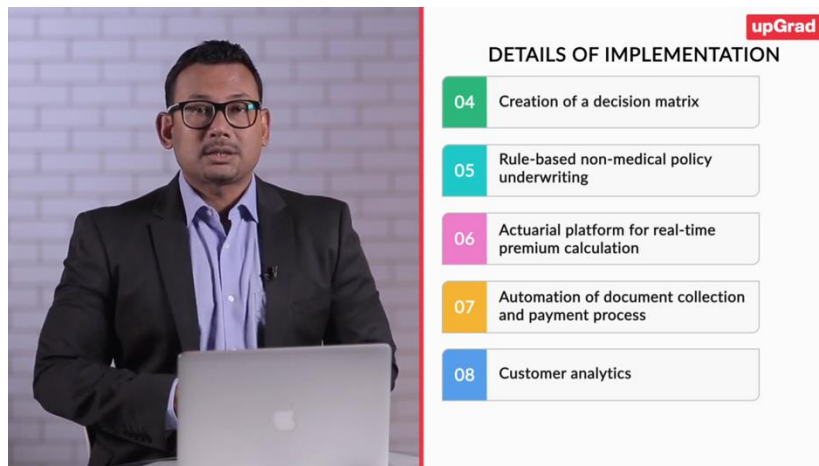 upGrad
DETAILS OF IMPLEMENTATION
04 Creation of a decision matrix
05 Rule-based non-medical policy
underwriting
06 Actuarial platform for real-time
premium calculation
07 Automation of document collection
and payment process
08 Customer analytics